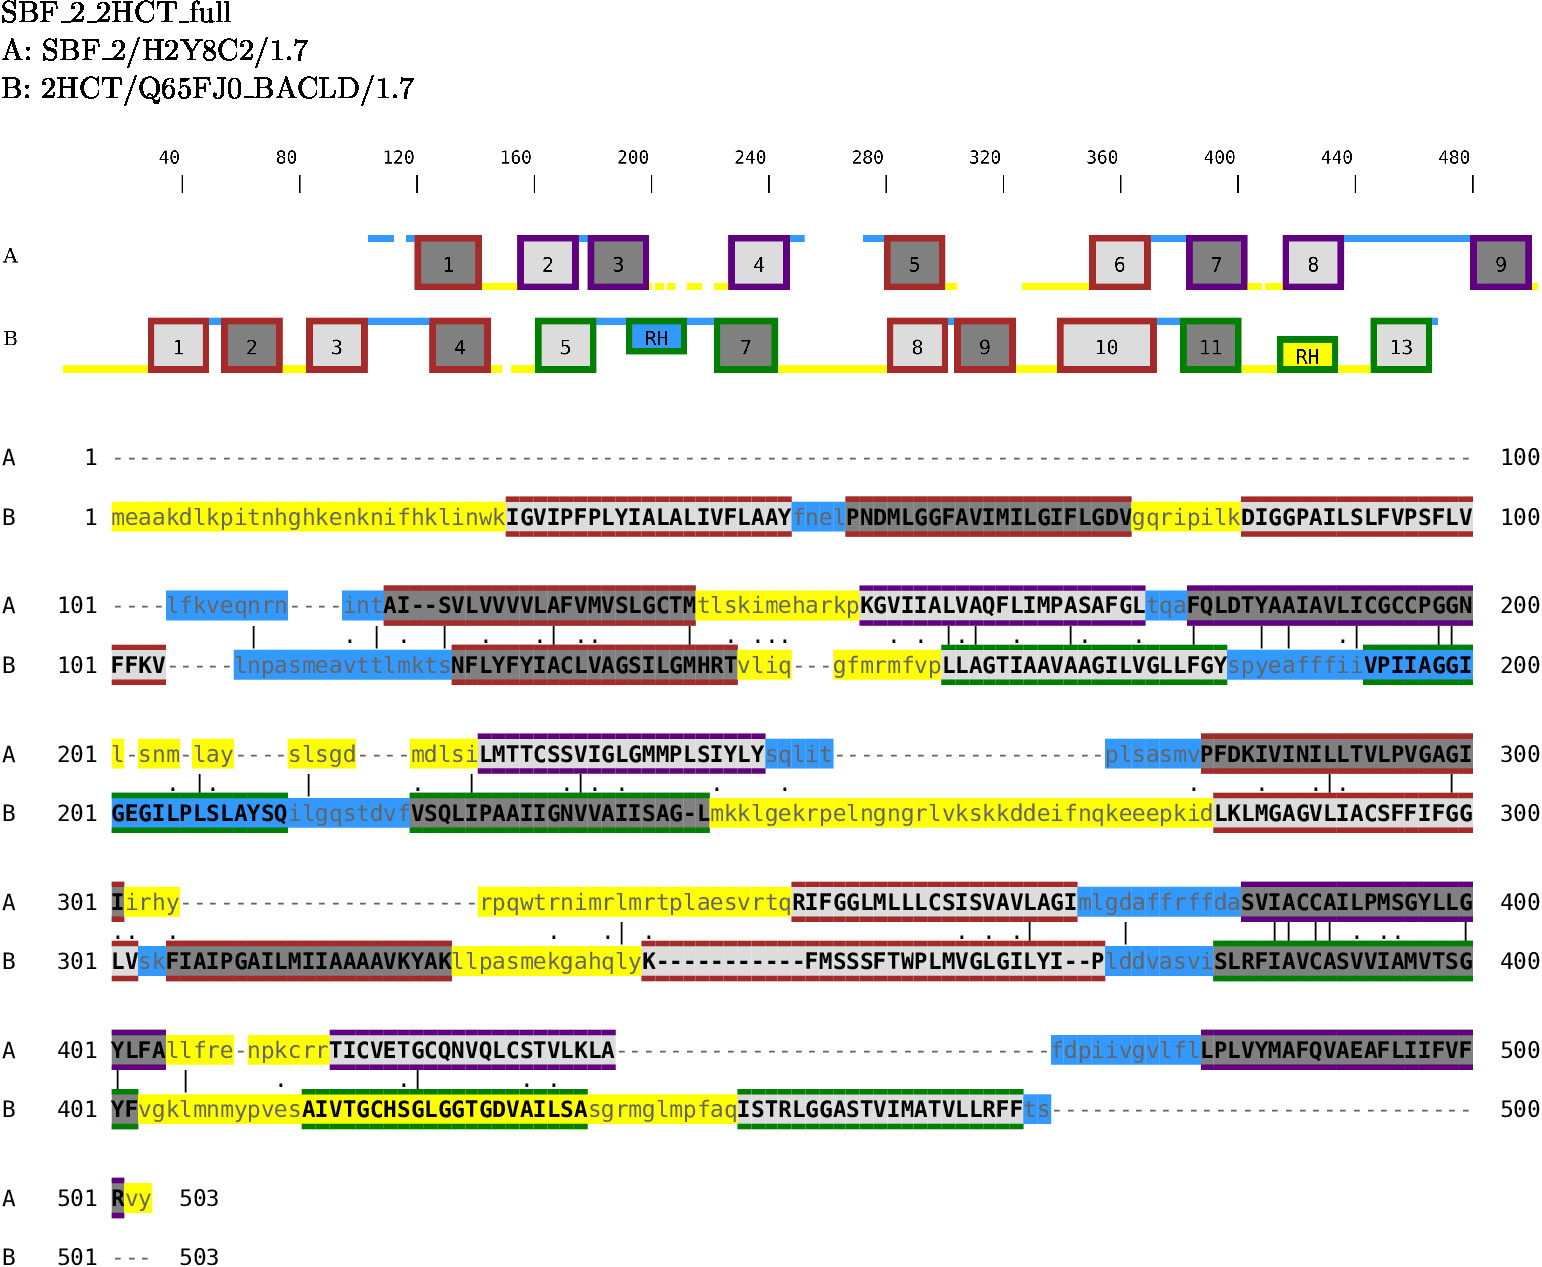 SBF_2_2HCT_full
A: SBF_2/H2Y8C2/1.7
B: 2HCT/Q65FJ0_BACLD/1.7
40 80 120 160 200 240 280 320 360 400 440 480
A 1 2 3 4 5 6 7 8 9
B 1 2 3 4 5 RH 7 8 9 10 11 RH 13
A 1 ---------------------------------------------------------------------------------------------------- 100
B 1 meaakdlkpitnhghkenknifhklinwkIGVIPFPLYIALALIVFLAAYfnelPNDMLGGFAVIMILGIFLGDVgqripilkDIGGPAILSLFVPSFLV 100
A 101 ----lfkveqnrn----intAI--SVLVVVVLAFVMVSLGCTMtlskimeharkpKGVIIALVAQFLIMPASAFGLtqaFQLDTYAAIAVLICGCCPGGN 200
B 101 FFKV-----lnpasmeavttlmktsNFLYFYIACLVAGSILGMHRTvliq---gfmrmfvpLLAGTIAAVAAGILVGLLFGYspyeafffiiVPIIAGGI 200
A 201 l-snm-lay----slsgd----mdlsiLMTTCSSVIGLGMMPLSIYLYsqlit--------------------plsasmvPFDKIVINILLTVLPVGAGI 300
B 201 GEGILPLSLAYSQilgqstdvfVSQLIPAAIIGNVVAIISAG-LmkklgekrpelngngrlvkskkddeifnqkeeepkidLKLMGAGVLIACSFFIFGG 300
A 301 Iirhy----------------------rpqwtrnimrlmrtplaesvrtqRIFGGLMLLLCSISVAVLAGImlgdaffrffdaSVIACCAILPMSGYLLG 400
B 301 LVskFIAIPGAILMIIAAAAVKYAKllpasmekgahqlyK-----------FMSSSFTWPLMVGLGILYI--PlddvasviSLRFIAVCASVVIAMVTSG 400
A 401 YLFAllfre-npkcrrTICVETGCQNVQLCSTVLKLA--------------------------------fdpiivgvlflLPLVYMAFQVAEAFLIIFVF 500
B 401 YFvgklmnmypvesAIVTGCHSGLGGTGDVAILSAsgrmglmpfaqISTRLGGASTVIMATVLLRFFts------------------------------- 500
A 501 Rvy 503
B 501 --- 503